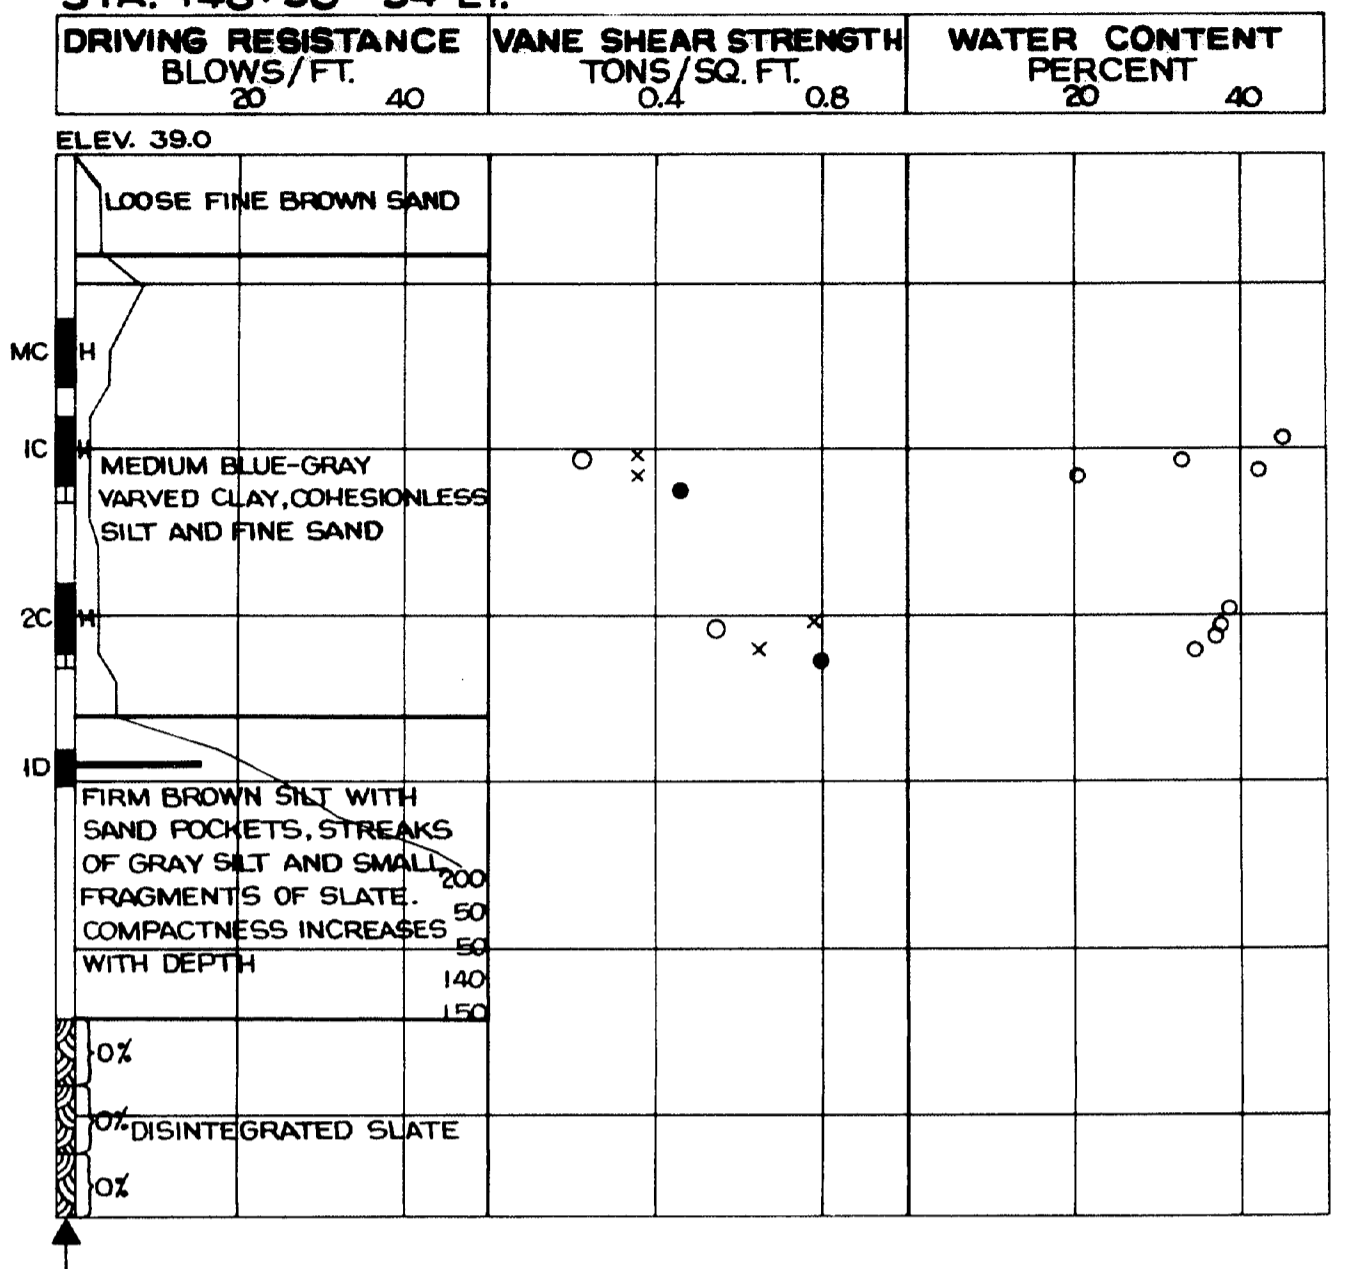 DRIVING RESISTANCE
BLOWS/FT.
20 40
VANE SHEAR STRENGTH
TONS/SQ. FT.
0.4 0.8
WATER CONTENT
PERCENT
20 40
ELEV. 39.0
LOOSE FINE BROWN SAND
MC H
1C H
MEDIUM BLUE-GRAY
VARVED CLAY, COHESIONLESS
SILT AND FINE SAND
2C H
1D
FIRM BROWN SILT WITH
SAND POCKETS, STREAKS
OF GRAY SILT AND SMALL
FRAGMENTS OF SLATE.
COMPACTNESS INCREASES
WITH DEPTH
200
50
50
140
150
0%
0% DISINTEGRATED SLATE
0%